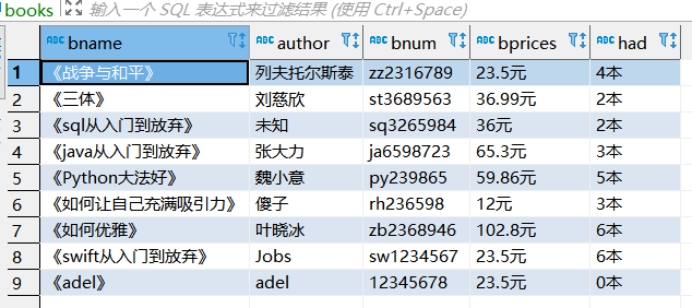 books 输入一个 SQL 表达式来过滤结果 (使用 Ctrl+Space)
ABC bname ABC author ABC bnum ABC bprices ABC had
1 《战争与和平》 列夫托尔斯泰 zz2316789 23.5元 4本
2 《三体》 刘慈欣 st3689563 36.99元 2本
3 《sql从入门到放弃》 未知 sq3265984 36元 2本
4 《java从入门到放弃》 张大力 ja6598723 65.3元 3本
5 《Python大法好》 魏小意 py239865 59.86元 5本
6 《如何让自己充满吸引力》 傻子 rh236598 12元 3本
7 《如何优雅》 叶晓冰 zb2368946 102.8元 6本
8 《swift从入门到放弃》 Jobs sw1234567 23.5元 6本
9 《adel》 adel 12345678 23.5元 0本